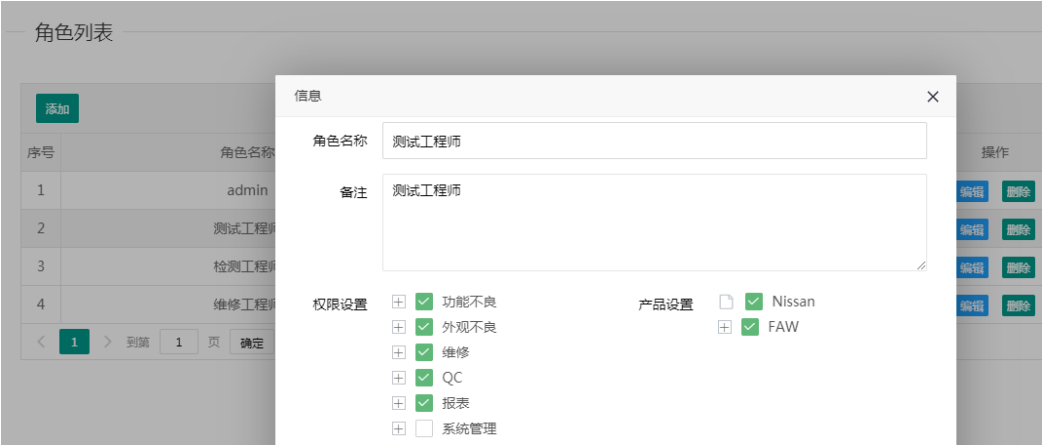 角色列表
添加
信息
角色名称 测试工程师
序号 角色名称 操作
备注 测试工程师
1 admin 编辑 删除
2 测试工程师 编辑 删除
3 检测工程师 编辑 删除
4 维修工程师 编辑 删除
1 到第 1 页 确定
权限设置 功能不良
外观不良
维修
QC
报表
系统管理
产品设置 Nissan
FAW